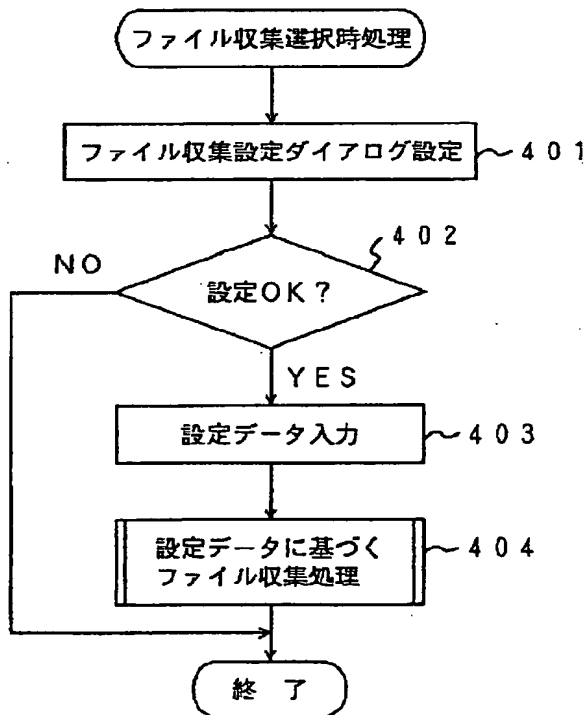 ファイル収集選択時処理
ファイル収集設定ダイアログ設定
401
402
NO
設定OK?
YES
設定データ入力
403
設定データに基づく
ファイル収集処理
404
終 了